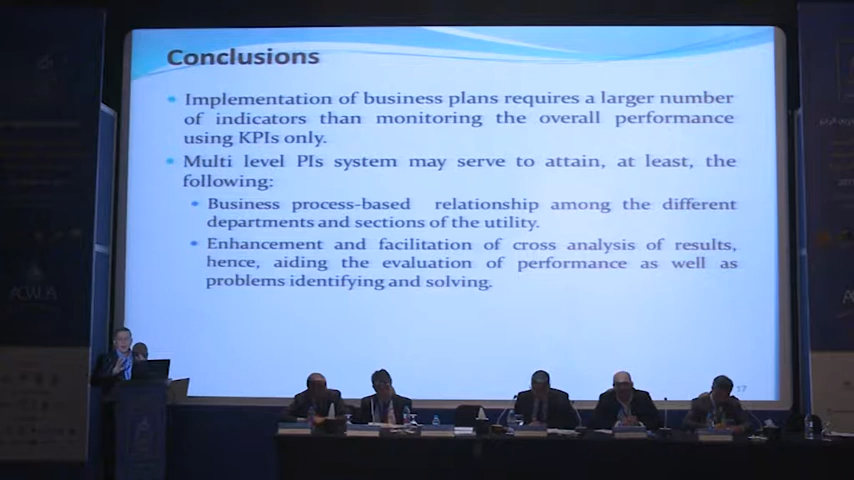 Conclusions
Implementation of business plans requires a larger number
of indicators than monitoring the overall performance
using KPIs only.
Multi level PIs system may serve to attain, at least, the
following:
Business process-based relationship among the different
departments and sections of the utility.
Enhancement and facilitation of cross analysis of results,
hence, aiding the evaluation of performance as well as
problems identifying and solving.
17
ACWA